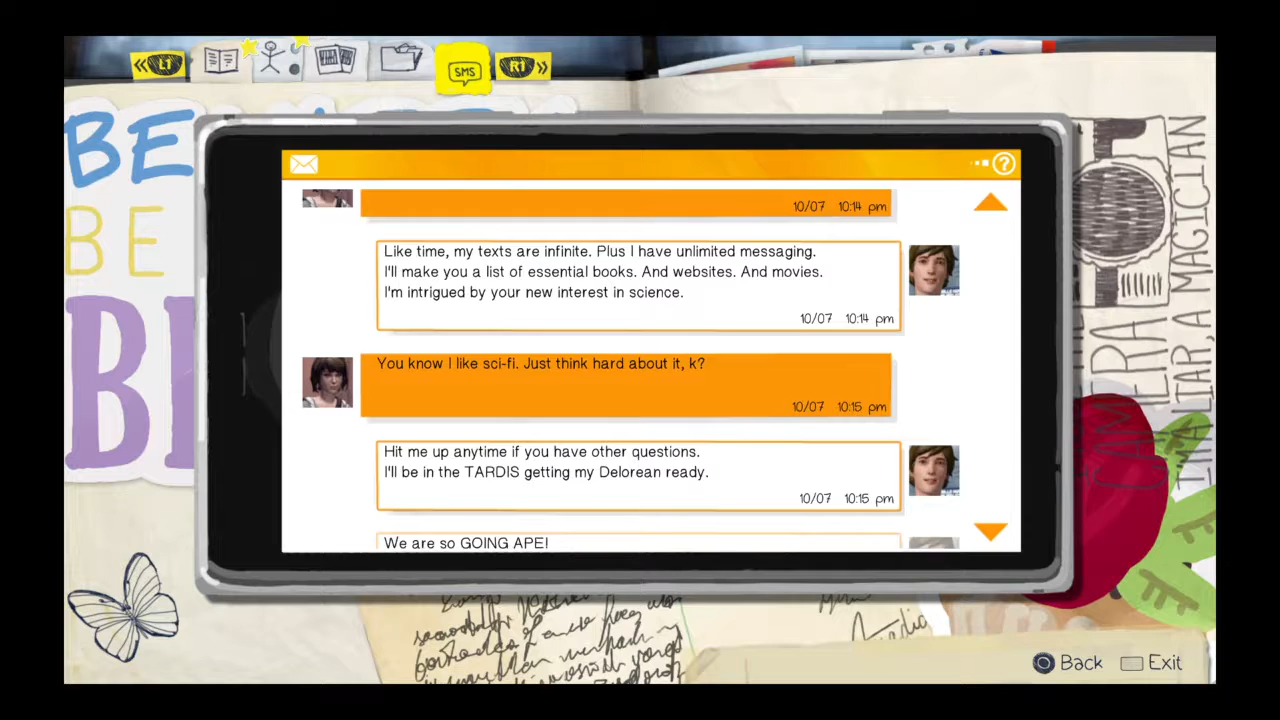 LT
SMS
R1
BE
BE
10/07 10:14 pm
Like time, my texts are infinite. Plus I have unlimited messaging.
I'll make you a list of essential books. And websites. And movies.
I'm intrigued by your new interest in science.
10/07 10:14 pm
You know I like sci-fi. Just think hard about it, k?
10/07 10:15 pm
Hit me up anytime if you have other questions.
I'll be in the TARDIS getting my Delorean ready.
10/07 10:15 pm
We are so GOING APE!
?
A MAGICIAN
Back
Exit